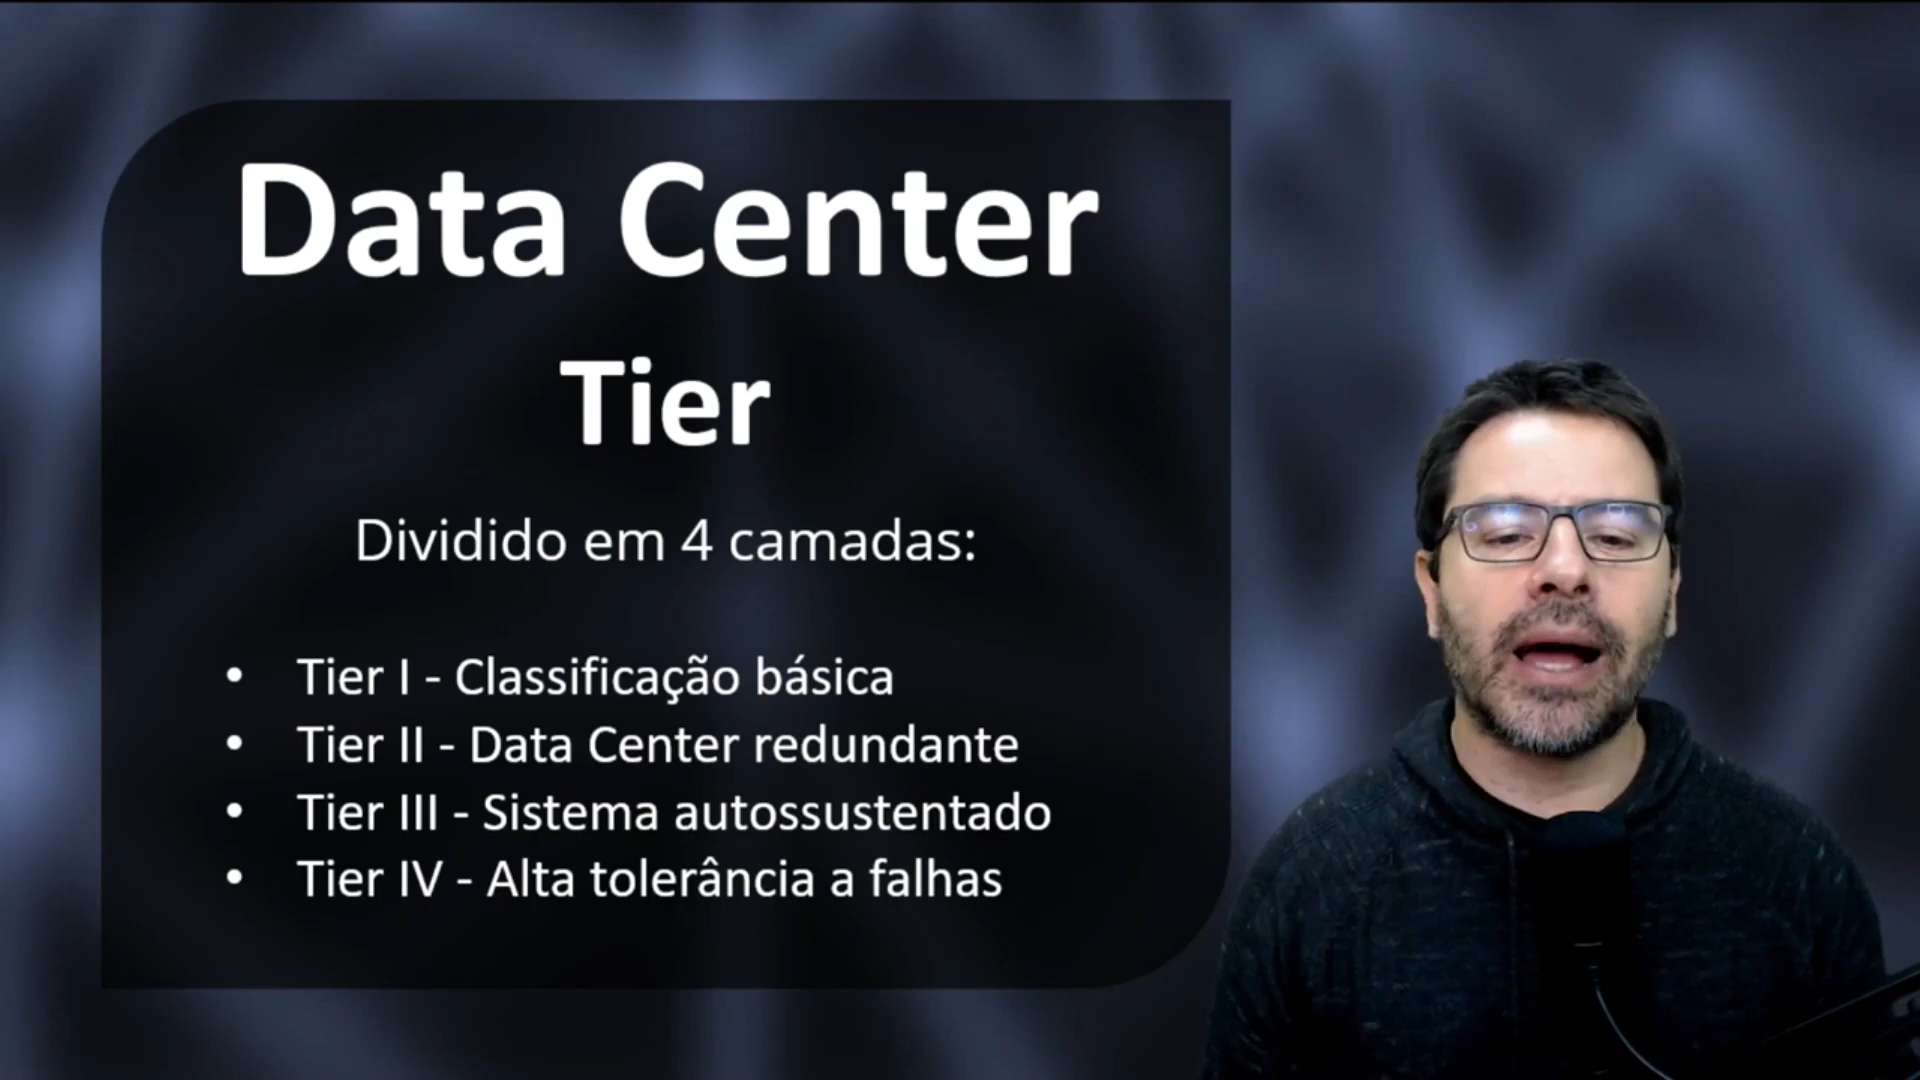 Data Center
Tier
Dividido em 4 camadas:
• Tier I - Classificação básica
• Tier II - Data Center redundante
• Tier III - Sistema autossustentado
• Tier IV - Alta tolerância a falhas